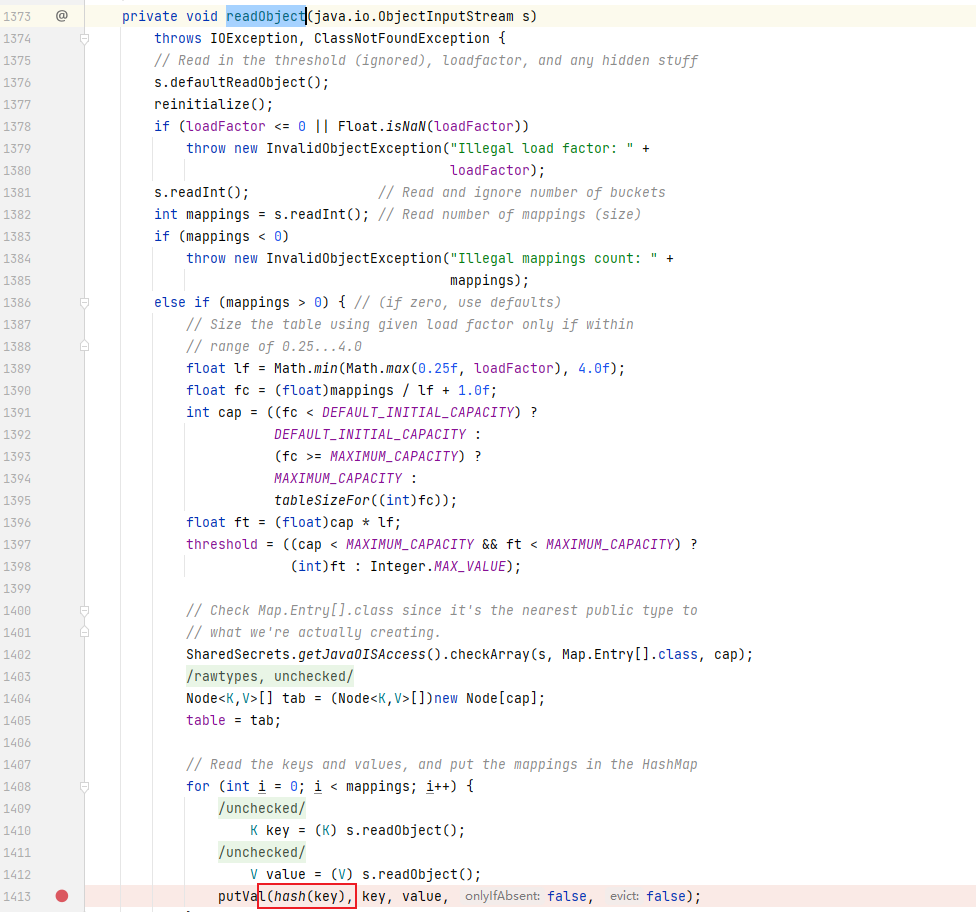 1373 @ private void readObject(java.io.ObjectInputStream s)
1374 throws IOException, ClassNotFoundException {
1375 // Read in the threshold (ignored), loadfactor, and any hidden stuff
1376 s.defaultReadObject();
1377 reinitialize();
1378 if (loadFactor <= 0 || Float.isNaN(loadFactor))
1379 throw new InvalidObjectException("Illegal load factor: " +
1380 loadFactor);
1381 s.readInt(); // Read and ignore number of buckets
1382 int mappings = s.readInt(); // Read number of mappings (size)
1383 if (mappings < 0)
1384 throw new InvalidObjectException("Illegal mappings count: " +
1385 mappings);
1386 else if (mappings > 0) { // (if zero, use defaults)
1387 // Size the table using given load factor only if within
1388 // range of 0.25...4.0
1389 float lf = Math.min(Math.max(0.25f, loadFactor), 4.0f);
1390 float fc = (float)mappings / lf + 1.0f;
1391 int cap = ((fc < DEFAULT_INITIAL_CAPACITY) ?
1392 DEFAULT_INITIAL_CAPACITY :
1393 (fc >= MAXIMUM_CAPACITY) ?
1394 MAXIMUM_CAPACITY :
1395 tableSizeFor((int)fc));
1396 float ft = (float)cap * lf;
1397 threshold = ((cap < MAXIMUM_CAPACITY && ft < MAXIMUM_CAPACITY) ?
1398 (int)ft : Integer.MAX_VALUE);
1399
1400 // Check Map.Entry[].class since it's the nearest public type to
1401 // what we're actually creating.
1402 SharedSecrets.getJavaOISAccess().checkArray(s, Map.Entry[].class, cap);
1403 /rawtypes, unchecked/
1404 Node<K,V>[] tab = (Node<K,V>[])new Node[cap];
1405 table = tab;
1406
1407 // Read the keys and values, and put the mappings in the HashMap
1408 for (int i = 0; i < mappings; i++) {
1409 /unchecked/
1410 K key = (K) s.readObject();
1411 /unchecked/
1412 V value = (V) s.readObject();
1413 putVal(hash(key), key, value, onlyIfAbsent: false, evict: false);